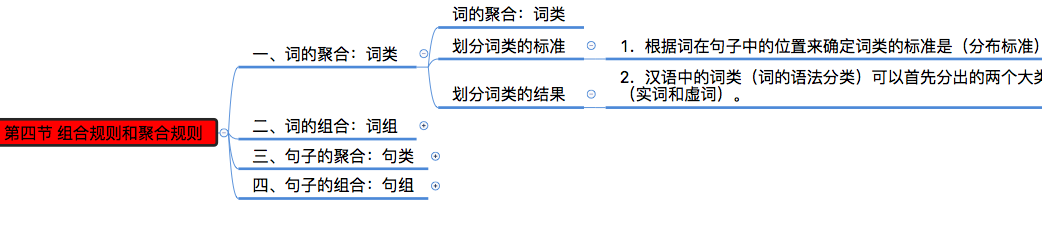 第四节 组合规则和聚合规则
一、词的聚合：词类
词的聚合：词类
划分词类的标准
1．根据词在句子中的位置来确定词类的标准是（分布标准）
划分词类的结果
2．汉语中的词类（词的语法分类）可以首先分出的两个大类
（实词和虚词）。
二、词的组合：词组
三、句子的聚合：句类
四、句子的组合：句组